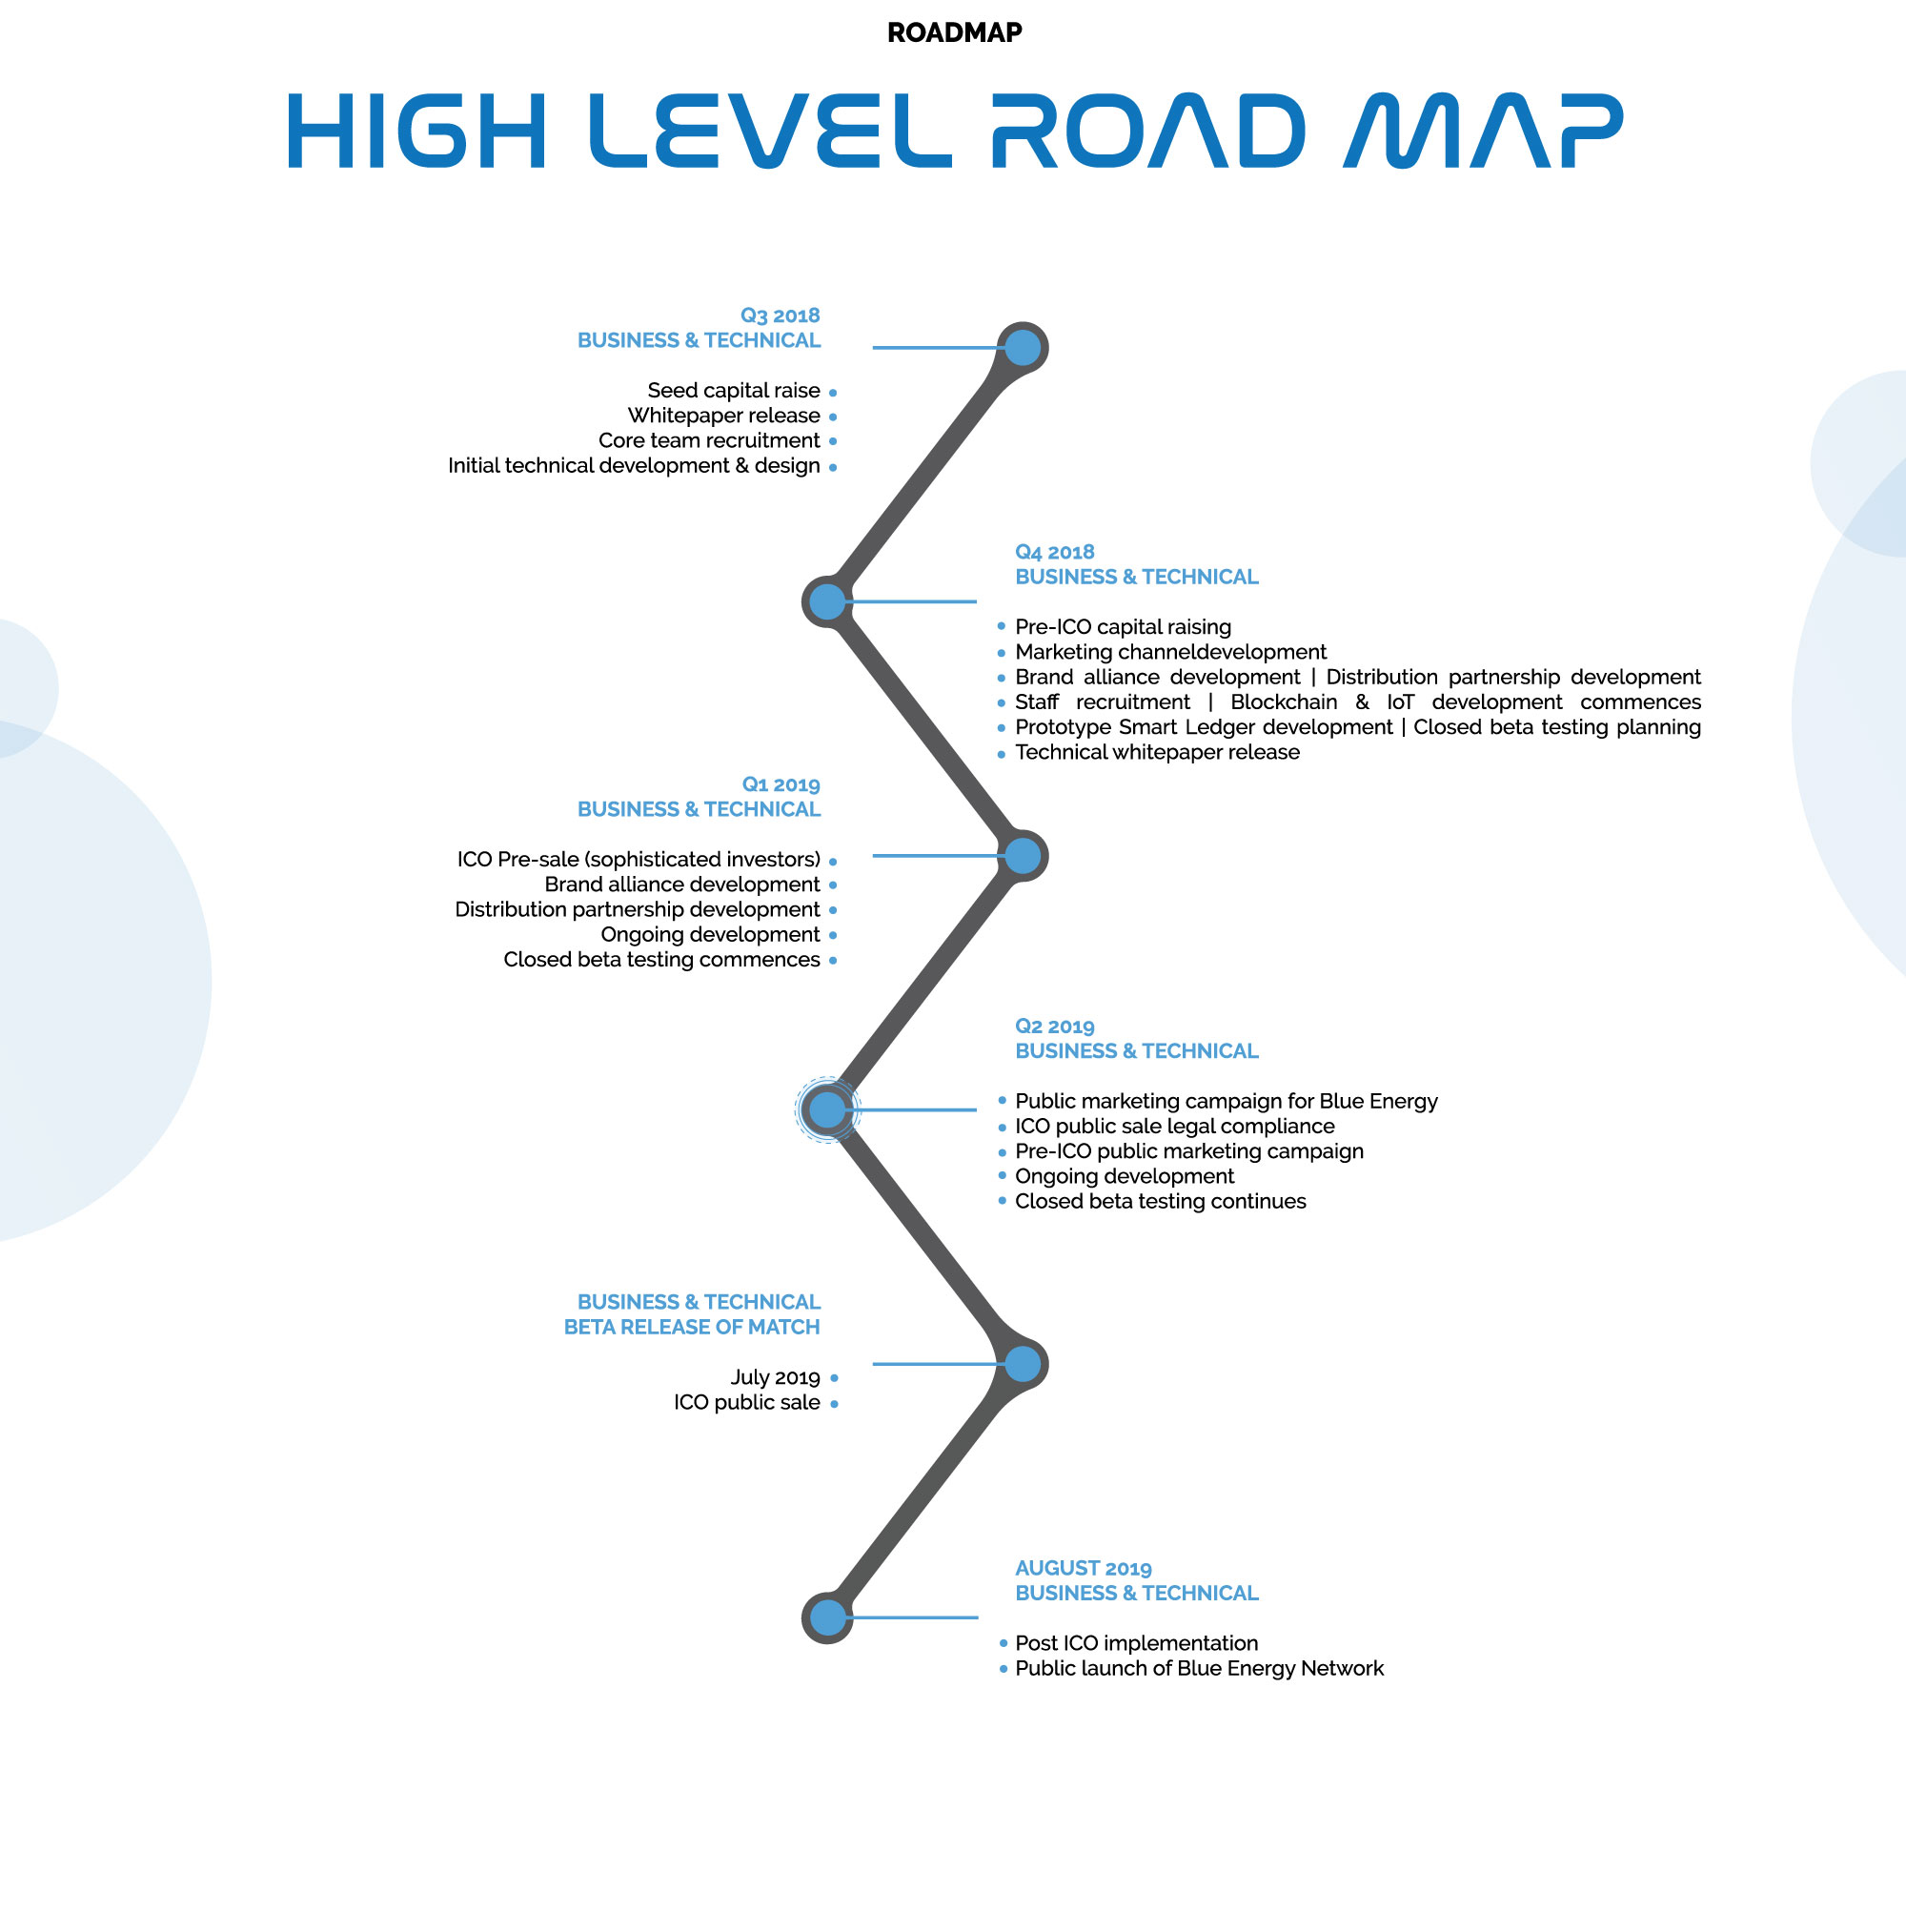 ROADMAP
HIGH LEVEL ROAD MAP
Q3 2018
BUSINESS & TECHNICAL
Seed capital raise
Whitepaper release
Core team recruitment
Initial technical development & design
Q4 2018
BUSINESS & TECHNICAL
Pre-ICO capital raising
Marketing channeldevelopment
Brand alliance development | Distribution partnership development
Staff recruitment | Blockchain & IoT development commences
Prototype Smart Ledger development | Closed beta testing planning
Technical whitepaper release
Q1 2019
BUSINESS & TECHNICAL
ICO Pre-sale (sophisticated investors)
Brand alliance development
Distribution partnership development
Ongoing development
Closed beta testing commences
Q2 2019
BUSINESS & TECHNICAL
Public marketing campaign for Blue Energy
ICO public sale legal compliance
Pre-ICO public marketing campaign
Ongoing development
Closed beta testing continues
BUSINESS & TECHNICAL
BETA RELEASE OF MATCH
July 2019
ICO public sale
AUGUST 2019
BUSINESS & TECHNICAL
Post ICO implementation
Public launch of Blue Energy Network